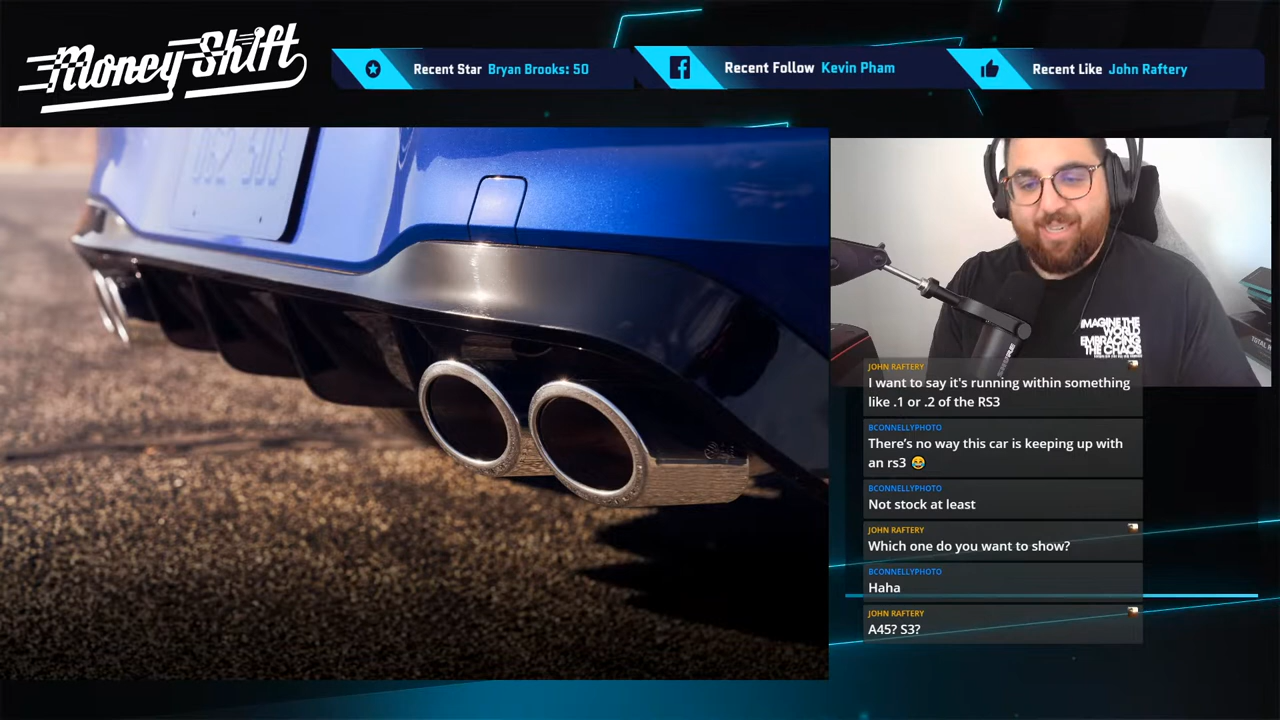 Money Shift
Recent Star Bryan Brooks: 50
Recent Follow Kevin Pham
Recent Like John Raftery
IMAGINE THE
WORLD
EMBRACING
THE CHAOS
JOHN RAFTERY
I want to say it's running within something
like .1 or .2 of the RS3
BCONNELLYPHOTO
There's no way this car is keeping up with
an rs3 😂
BCONNELLYPHOTO
Not stock at least
JOHN RAFTERY
Which one do you want to show?
BCONNELLYPHOTO
Haha
JOHN RAFTERY
A45? S3?